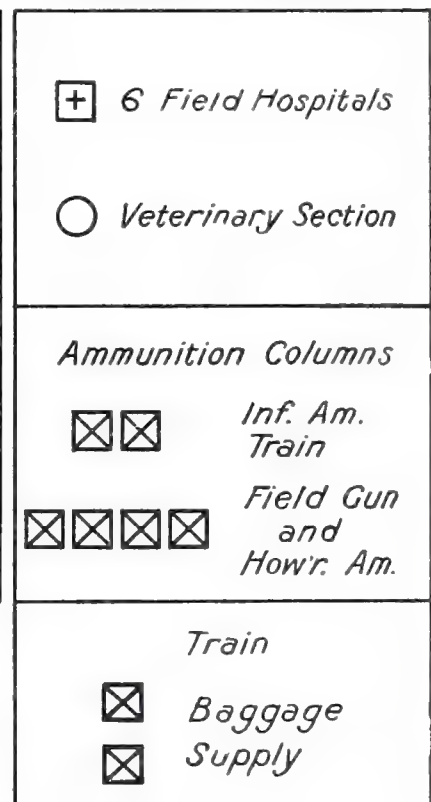 6 Field Hospitals
Veterinary Section
Ammunition Columns
Inf. Am.
Train
Field Gun
and
How'r. Am.
Train
Baggage
Supply